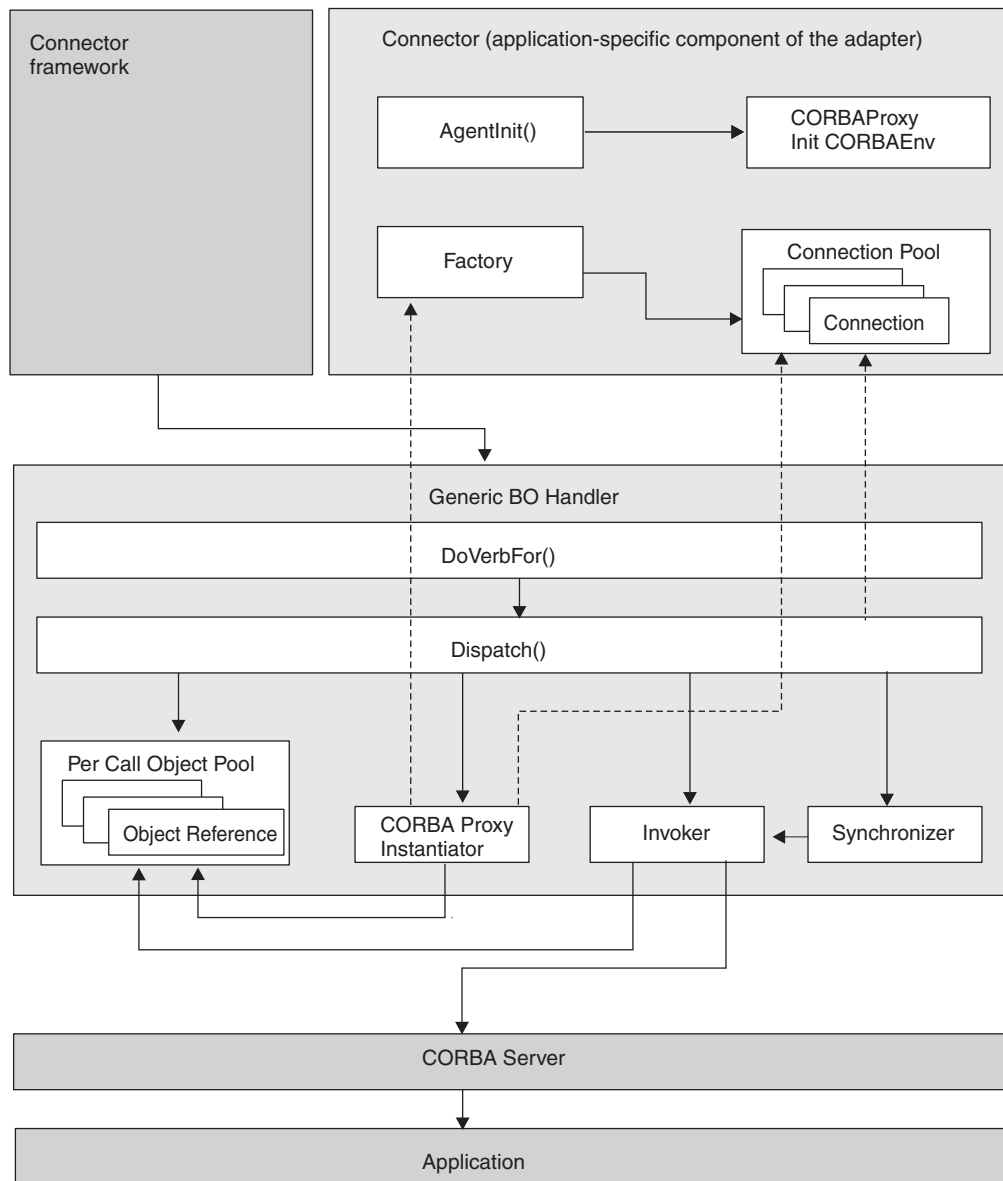 Connector
framework
Connector (application-specific component of the adapter)
AgentInit()
CORBAProxy
Init CORBAEnv
Factory
Connection Pool
Connection
Generic BO Handler
DoVerbFor()
Dispatch()
Per Call Object Pool
Object Reference
CORBA Proxy
Instantiator
Invoker
Synchronizer
CORBA Server
Application